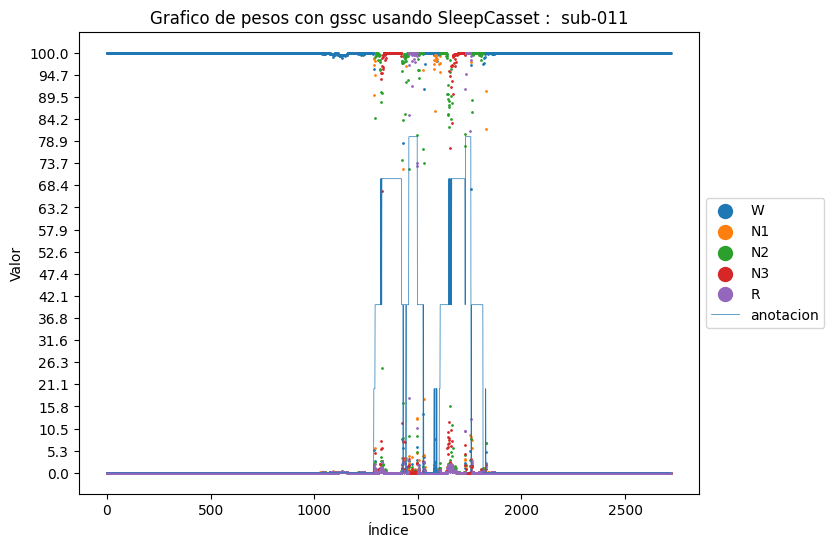 Grafico de pesos con gssc usando SleepCasset :  sub-011
100.0
94.7
89.5
84.2
78.9
73.7
68.4
63.2
57.9
52.6
47.4
42.1
36.8
31.6
26.3
21.1
15.8
10.5
5.3
0.0
Valor
0 500 1000 1500 2000 2500
Índice
W
N1
N2
N3
R
anotacion